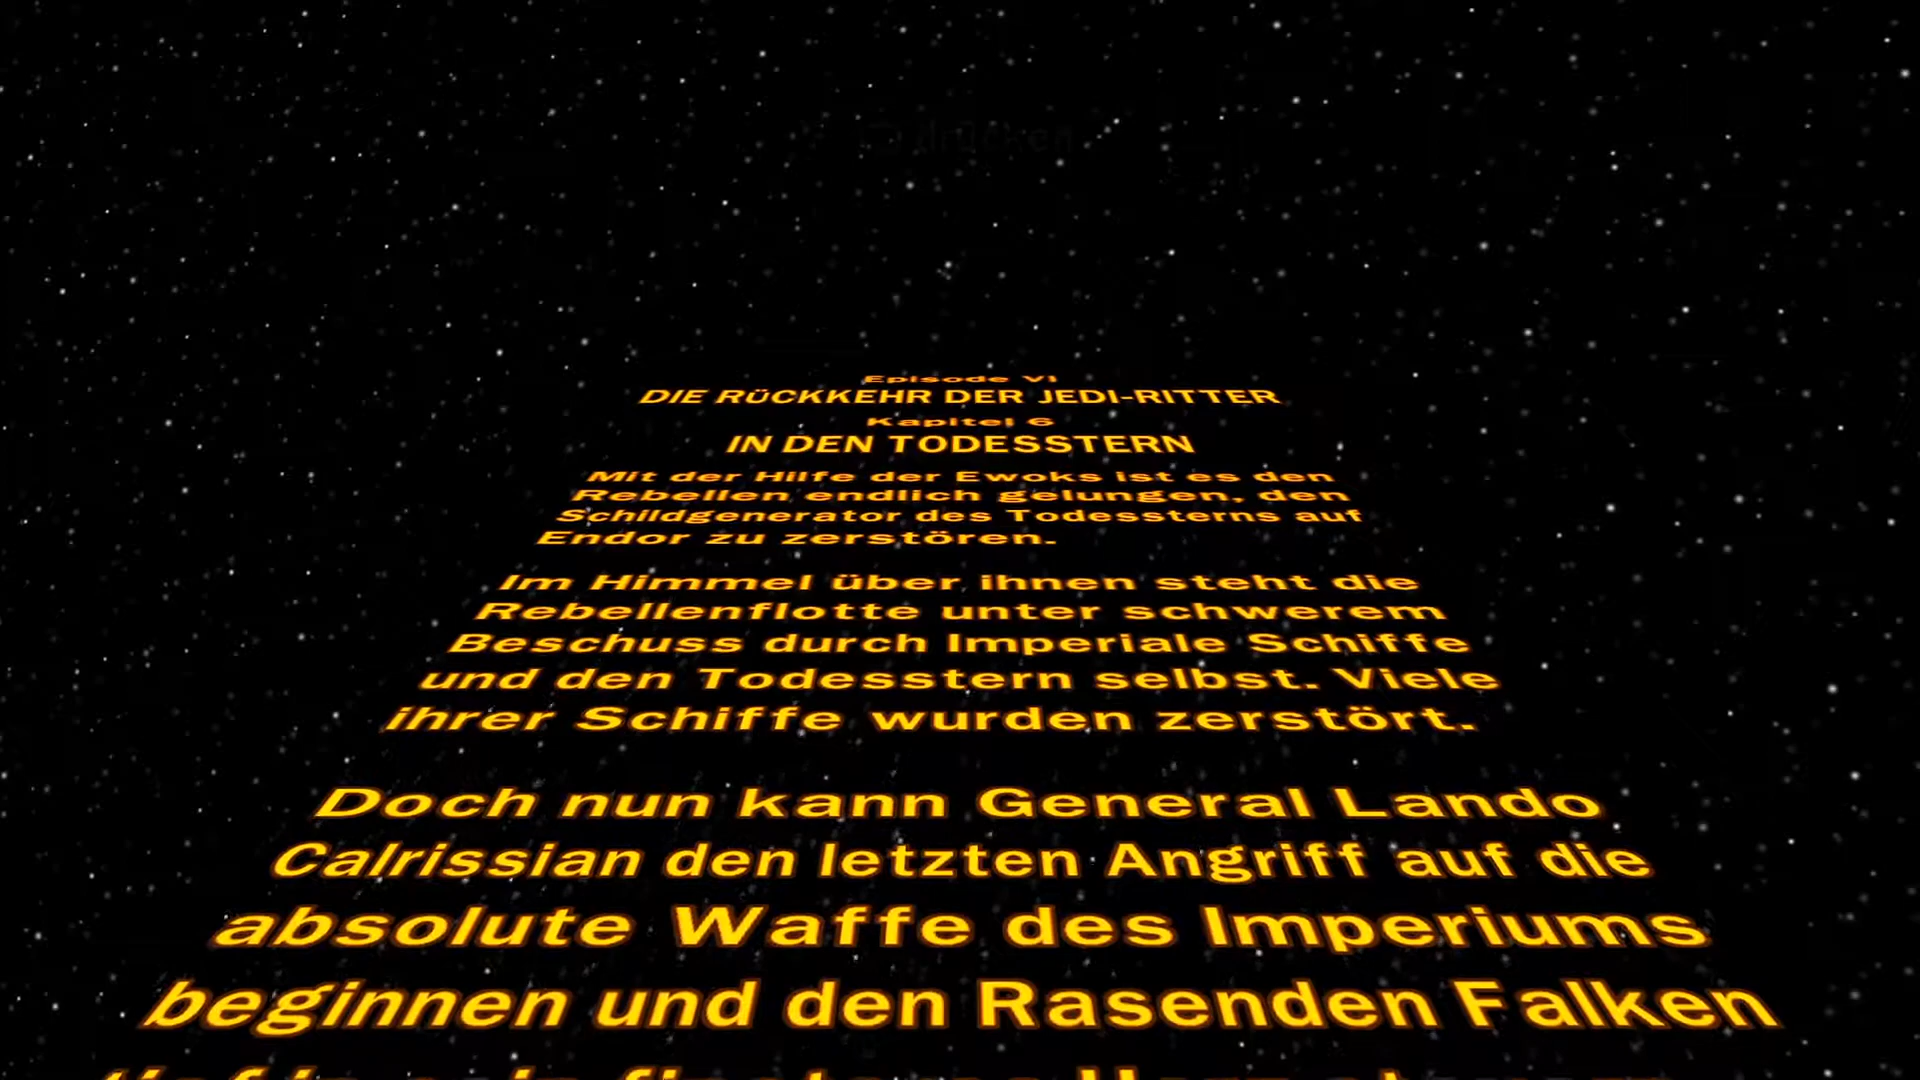 drücken
Episode VI
DIE RÜCKKEHR DER JEDI-RITTER
Kapitel 6
IN DEN TODESSTERN
Mit der Hilfe der Ewoks ist es den
Rebellen endlich gelungen, den
Schildgenerator des Todessterns auf
Endor zu zerstören.
Im Himmel über ihnen steht die
Rebellenflotte unter schwerem
Beschuss durch Imperiale Schiffe
und den Todesstern selbst. Viele
ihrer Schiffe wurden zerstört.
Doch nun kann General Lando
Calrissian den letzten Angriff auf die
absolute Waffe des Imperiums
beginnen und den Rasenden Falken